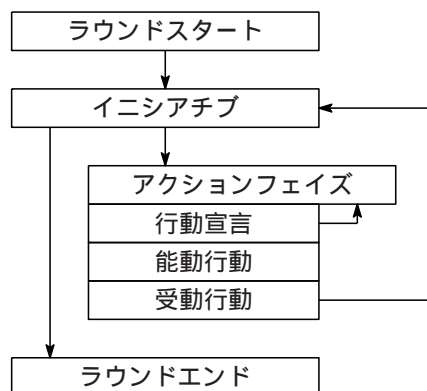 ラウンドスタート
イニシアチブ
アクションフェイズ
行動宣言
能動行動
受動行動
ラウンドエンド